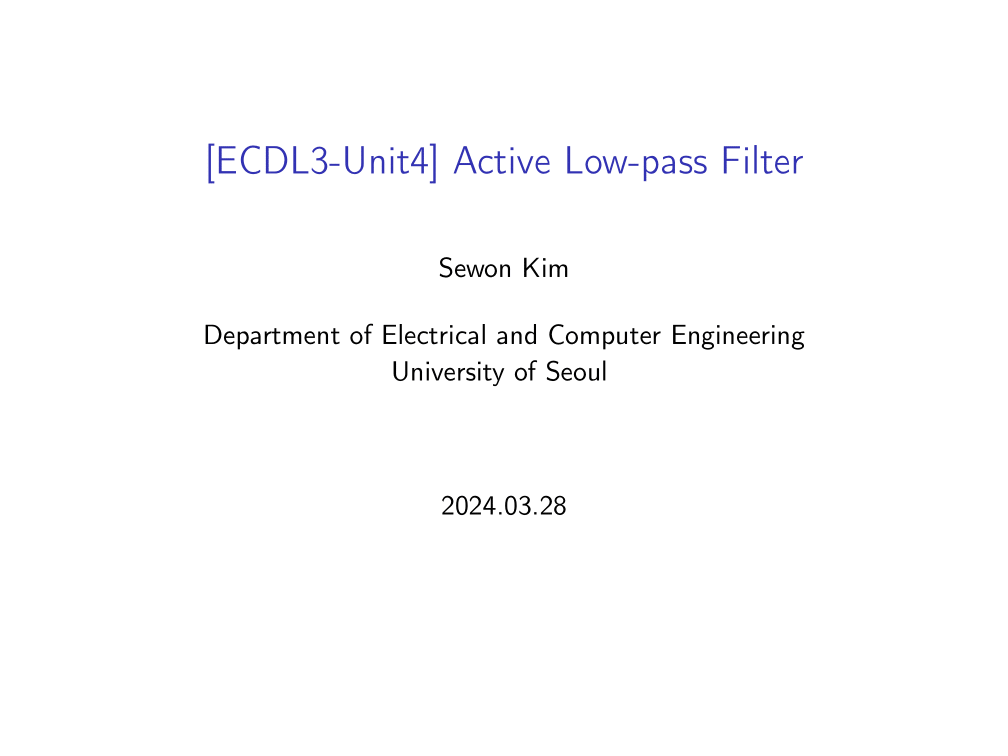 [ECDL3-Unit4] Active Low-pass Filter
Sewon Kim
Department of Electrical and Computer Engineering
University of Seoul
2024.03.28